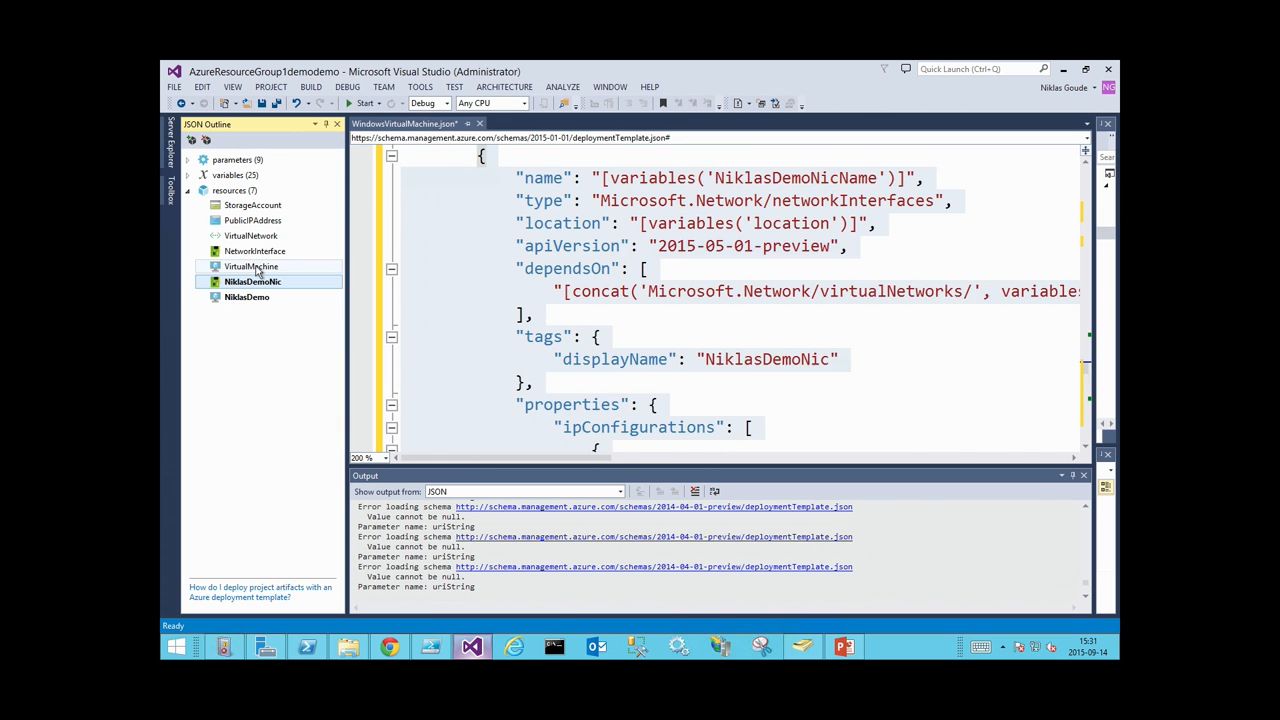 AzureResourceGroup1demodemo - Microsoft Visual Studio (Administrator)
Quick Launch (Ctrl+Q)
FILE EDIT VIEW PROJECT BUILD DEBUG TEAM TOOLS TEST ARCHITECTURE ANALYZE WINDOW HELP
Niklas Goude NG
Start Debug Any CPU
Server Explorer
Toolbox
JSON Outline
parameters (9)
variables (25)
resources (7)
StorageAccount
PublicIPAddress
VirtualNetwork
NetworkInterface
VirtualMachine
NiklasDemoNic
NiklasDemo
How do I deploy project artifacts with an
Azure deployment template?
WindowsVirtualMachine.json*
https://schema.management.azure.com/schemas/2015-01-01/deploymentTemplate.json#
{
"name": "[variables('NiklasDemoNicName')]",
"type": "Microsoft.Network/networkInterfaces",
"location": "[variables('location')]",
"apiVersion": "2015-05-01-preview",
"dependsOn": [
"[concat('Microsoft.Network/virtualNetworks/', variables
],
"tags": {
"displayName": "NiklasDemoNic"
},
"properties": {
"ipConfigurations": [
{
200 %
Sear
Output
Show output from: JSON
Error loading schema http://schema.management.azure.com/schemas/2014-04-01-preview/deploymentTemplate.json
Value cannot be null.
Parameter name: uriString
Error loading schema http://schema.management.azure.com/schemas/2014-04-01-preview/deploymentTemplate.json
Value cannot be null.
Parameter name: uriString
Error loading schema http://schema.management.azure.com/schemas/2014-04-01-preview/deploymentTemplate.json
Value cannot be null.
Parameter name: uriString
Ready
15:31
2015-09-14